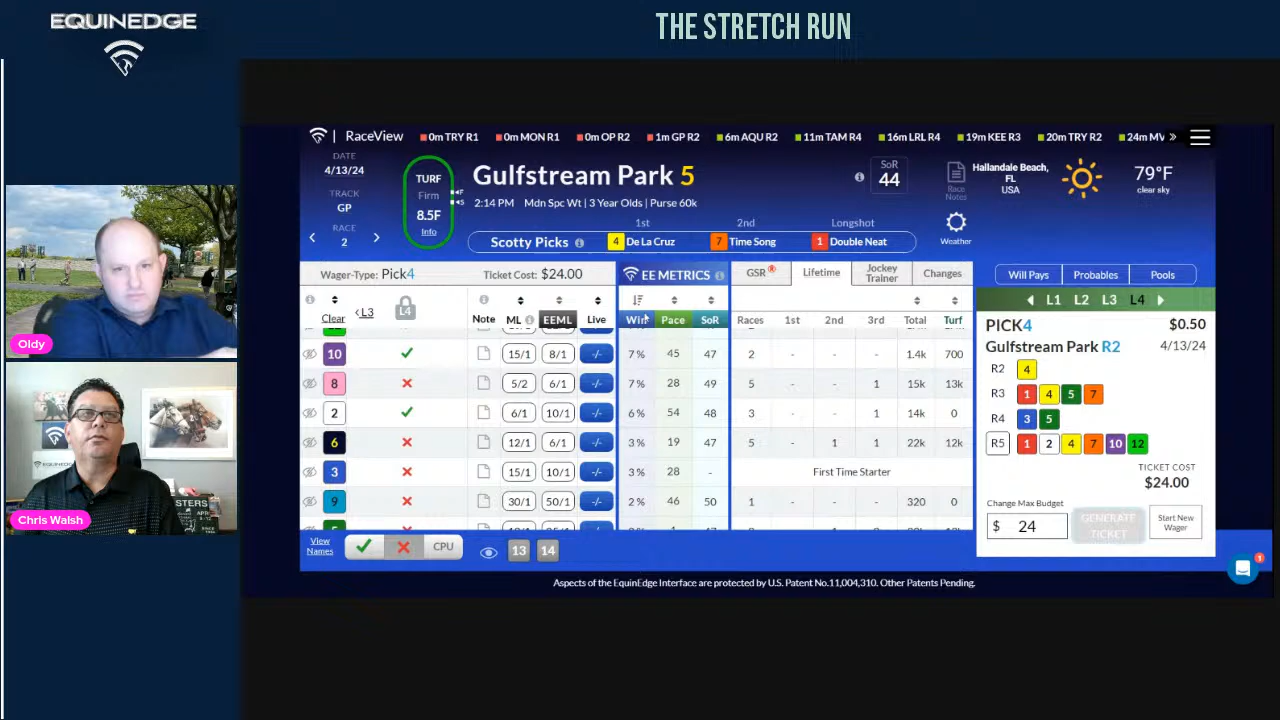 EQUINEDGE
THE STRETCH RUN
RaceView
0m TRY R1
0m MON R1
0m OP R2
1m GP R2
6m AQU R2
11m TAM R4
16m LRL R4
19m KEE R3
20m TRY R2
24m MV
DATE
4/13/24
TRACK
GP
RACE
2
TURF
Firm
8.5F
Info
F
S
Gulfstream Park 5
2:14 PM Mdn Spc Wt | 3 Year Olds | Purse 60k
SoR
44
Race Notes
Hallandale Beach,
FL
USA
79°F
clear sky
Weather
1st 2nd Longshot
Scotty Picks 4 De La Cruz 7 Time Song 1 Double Neat
Wager-Type: Pick4 Ticket Cost: $24.00
EE METRICS
GSR® Lifetime Jockey Trainer Changes
Will Pays Probables Pools
Clear <L3 L4 Note ML EEML Live Win Pace SoR Races 1st 2nd 3rd Total Turf
10 15/1 8/1 -/- 7 % 45 47 2 - - - 1.4k 700
8 5/2 6/1 -/- 7 % 28 49 5 - - 1 15k 13k
2 6/1 10/1 -/- 6 % 54 48 3 - - 1 14k 0
6 12/1 6/1 -/- 3 % 19 47 5 - 1 1 22k 12k
3 15/1 10/1 -/- 3 % 28 - First Time Starter
9 30/1 50/1 -/- 2 % 46 50 1 - - - 320 0
View Names
CPU
13 14
L1 L2 L3 L4
PICK4 $0.50
Gulfstream Park R2 4/13/24
R2 4
R3 1 4 5 7
R4 3 5
R5 1 2 4 7 10 12
TICKET COST
$24.00
Change Max Budget
$ 24
GENERATE TICKET
Start New Wager
1
Aspects of the EquinEdge Interface are protected by U.S. Patent No.11,004,310. Other Patents Pending.
Oldy
Chris Walsh